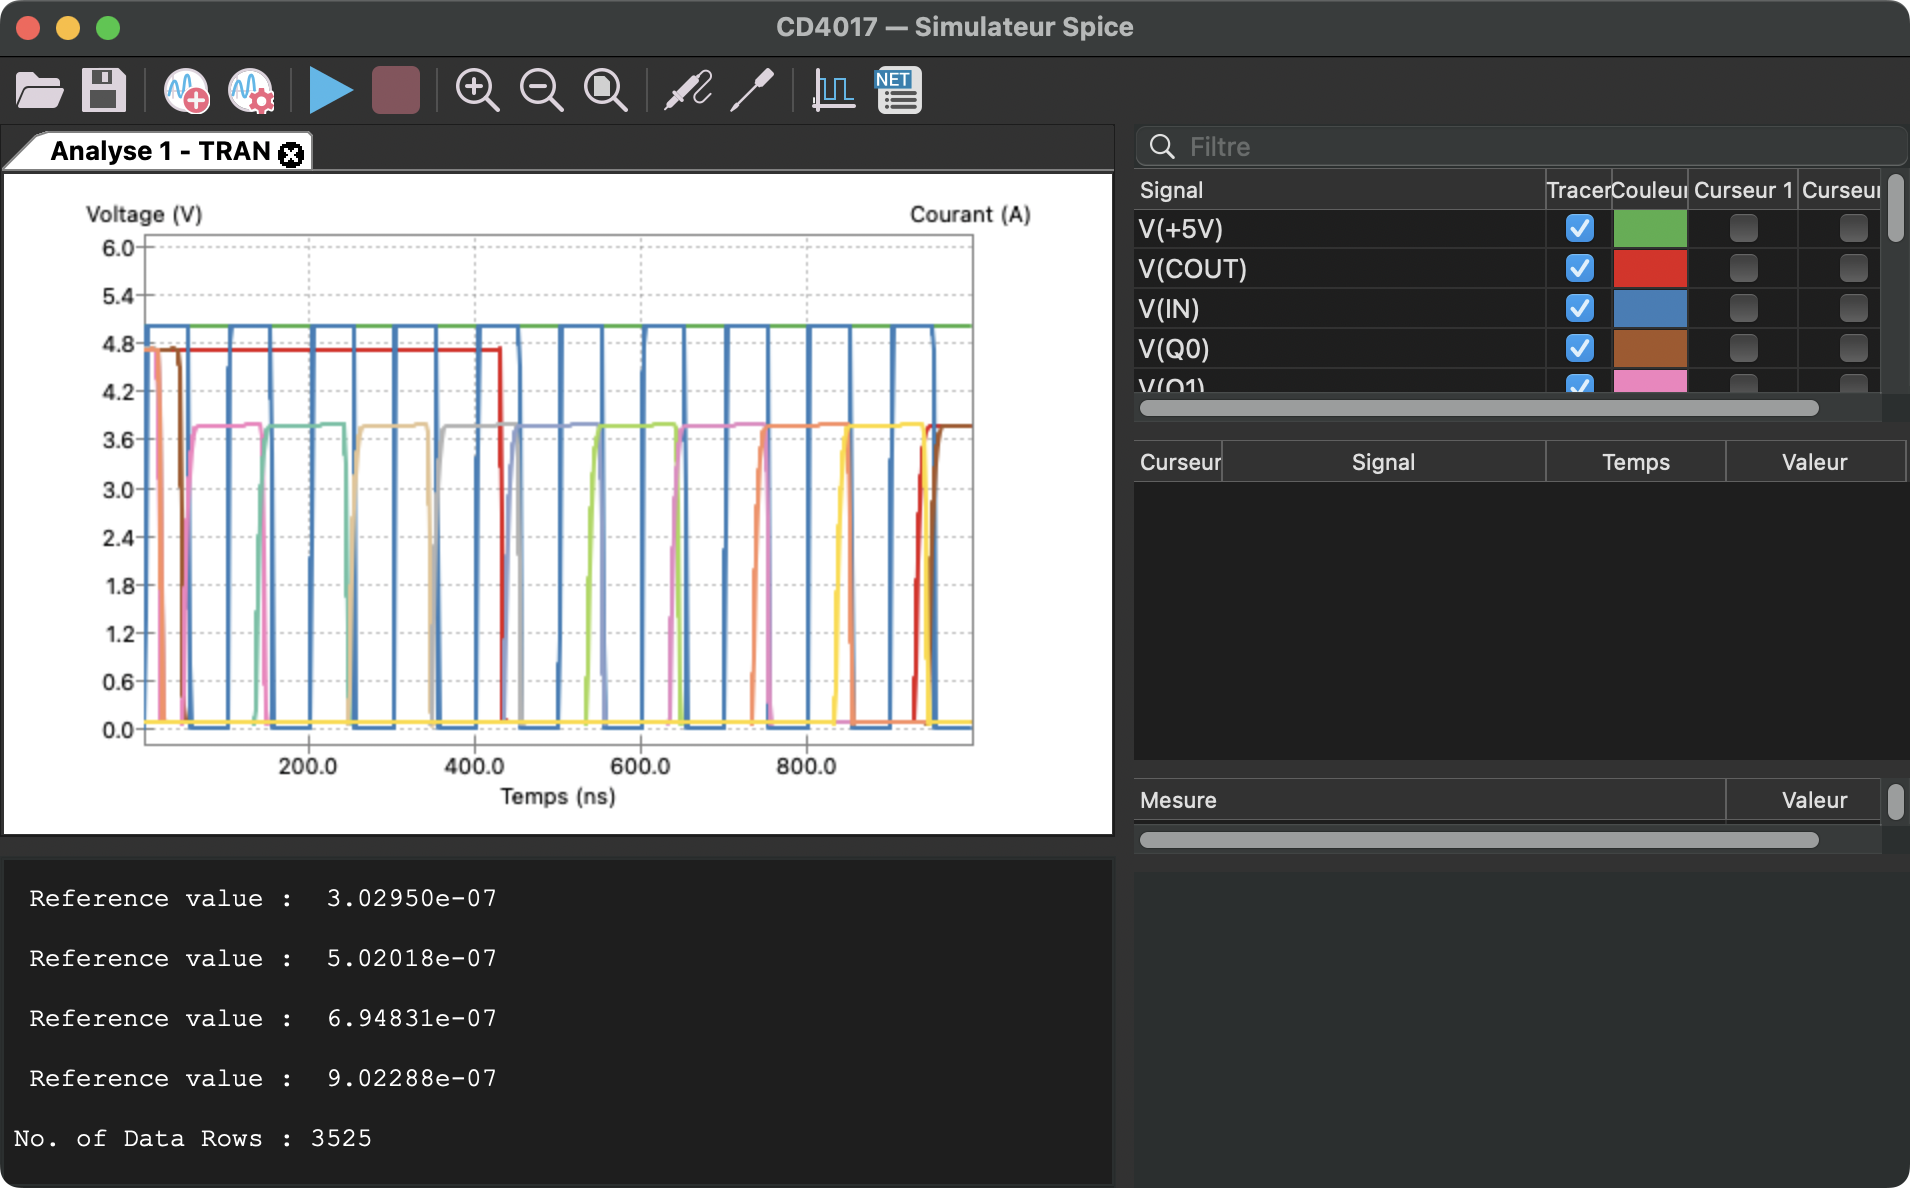 CD4017 — Simulateur Spice
NET
Analyse 1 - TRAN
Voltage (V)
Courant (A)
6.0
5.4
4.8
4.2
3.6
3.0
2.4
1.8
1.2
0.6
0.0
200.0 400.0 600.0 800.0
Temps (ns)
Filtre
Signal Tracer Couleur Curseur 1 Curseur
V(+5V)
V(COUT)
V(IN)
V(Q0)
V(Q1)
Curseur Signal Temps Valeur
Mesure Valeur
Reference value : 3.02950e-07
Reference value : 5.02018e-07
Reference value : 6.94831e-07
Reference value : 9.02288e-07
No. of Data Rows : 3525